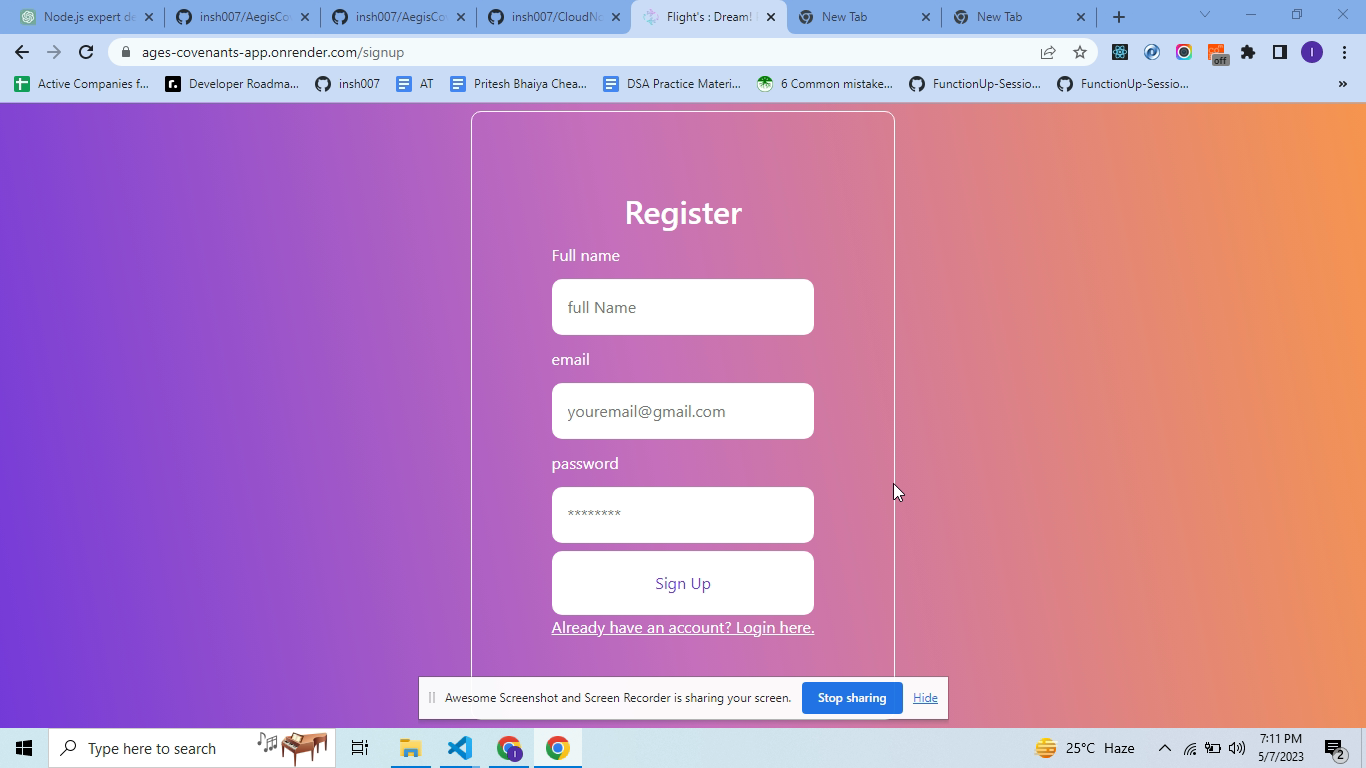 Node.js expert de
insh007/AegisCo
insh007/AegisCo
insh007/CloudNo
Flight's : Dream!
New Tab
New Tab
ages-covenants-app.onrender.com/signup
off
I
Active Companies f...
r.
Developer Roadma...
insh007
AT
Pritesh Bhaiya Chea...
DSA Practice Materi...
6 Common mistake...
FunctionUp-Sessio...
FunctionUp-Sessio...
»
Register
Full name
full Name
email
youremail@gmail.com
password
********
Sign Up
Already have an account? Login here.
Awesome Screenshot and Screen Recorder is sharing your screen.
Stop sharing
Hide
Type here to search
I
25°C Haze
7:11 PM
5/7/2023
2